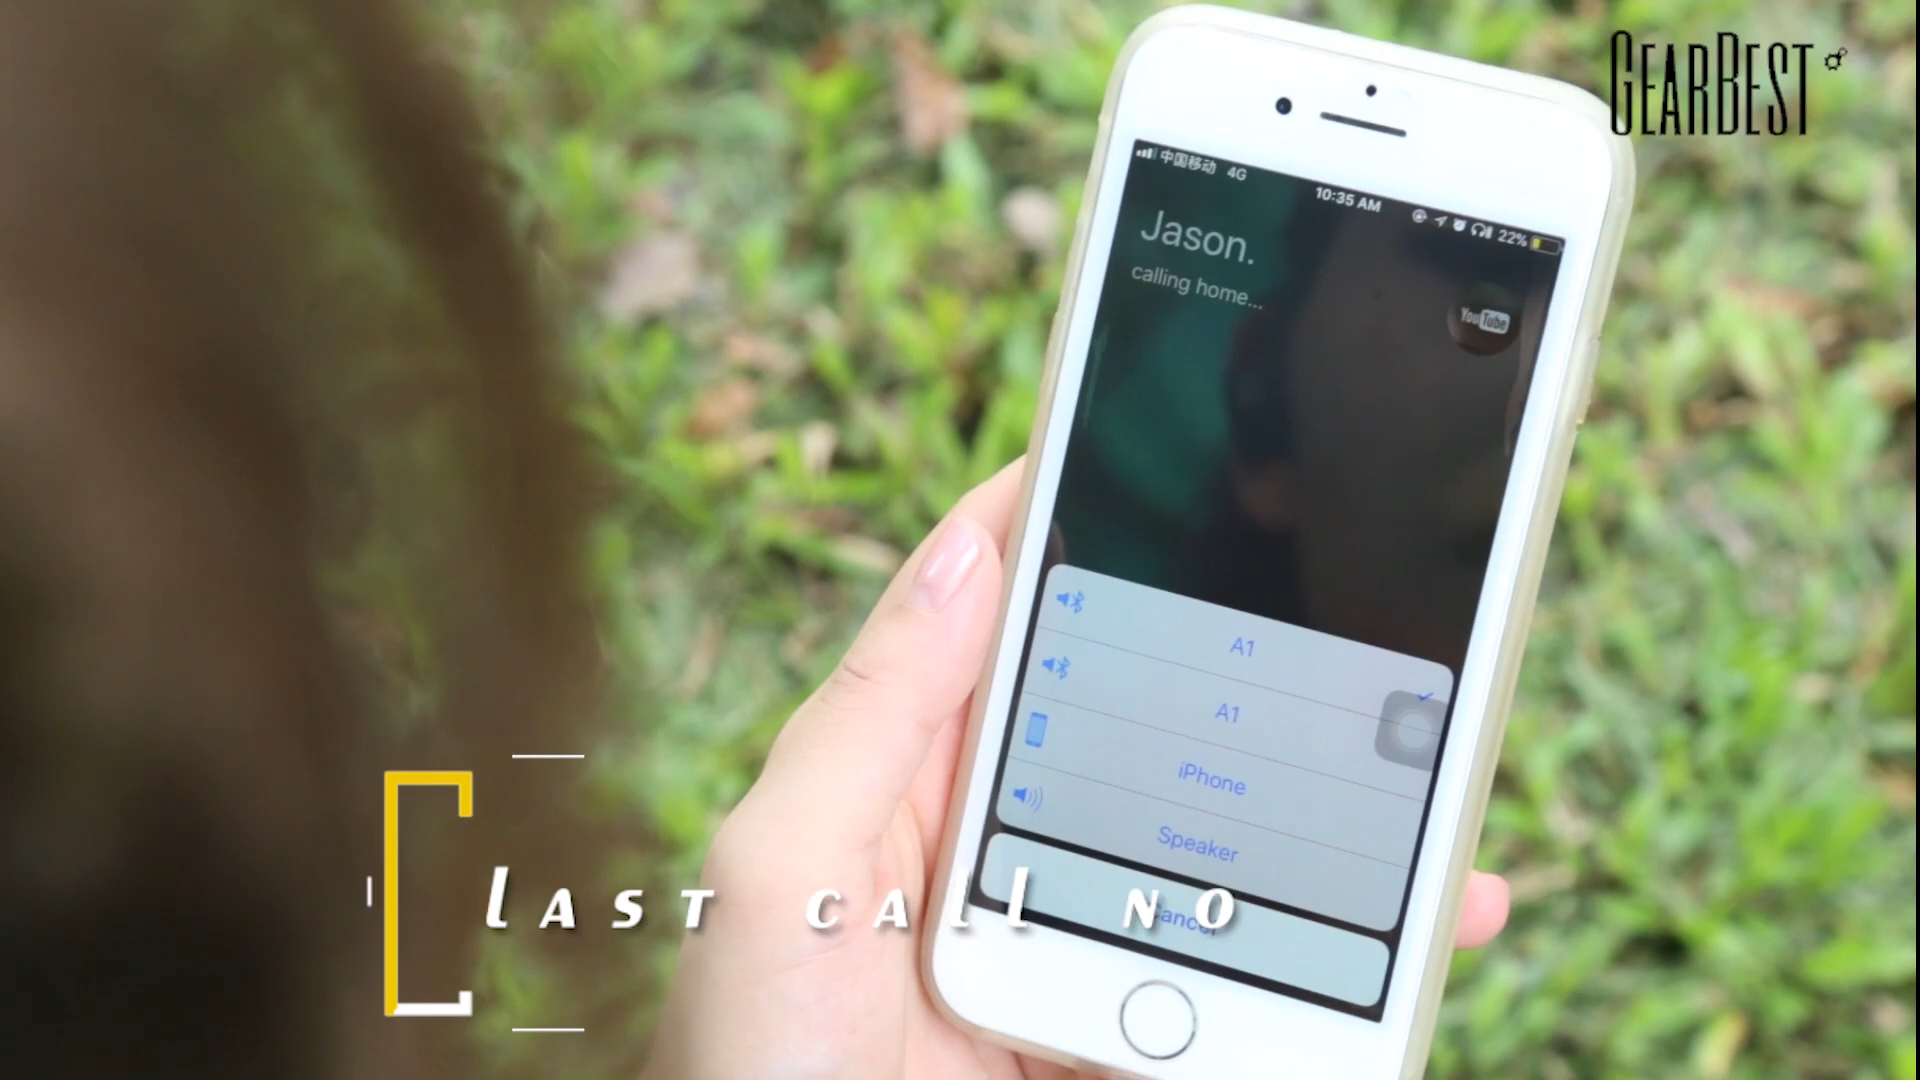 GEARBEST
中国移动 4G 10:35 AM 22%
Jason.
calling home...
YouTube
A1
A1
iPhone
Speaker
Cancel
LAST CALL NO